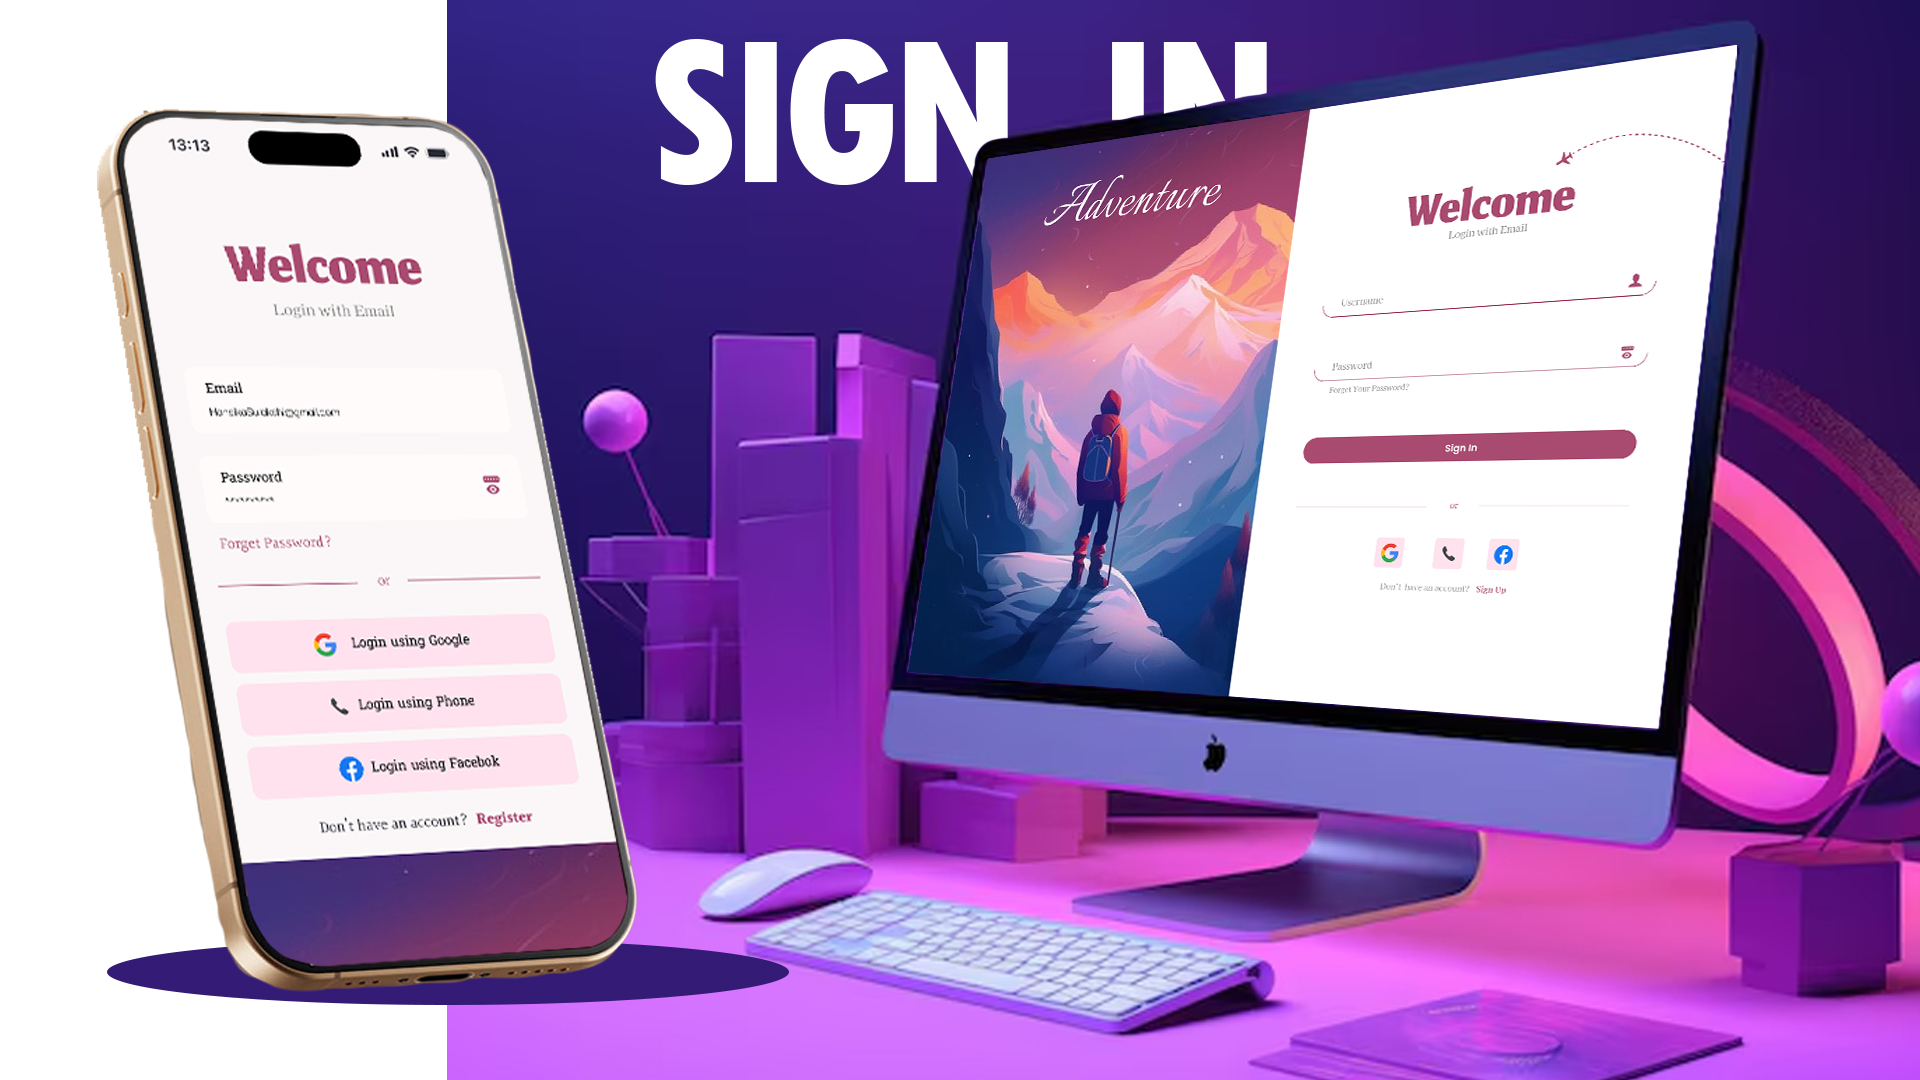 SIGN IN
13:13
Welcome
Login with Email
Email
Password
Forget Password?
or
Login using Google
Login using Phone
Login using Facebok
Don't have an account? Register
Adventure
Welcome
Login with Email
Username
Password
Forget Your Password?
Sign In
or
Don't have an account? Sign Up